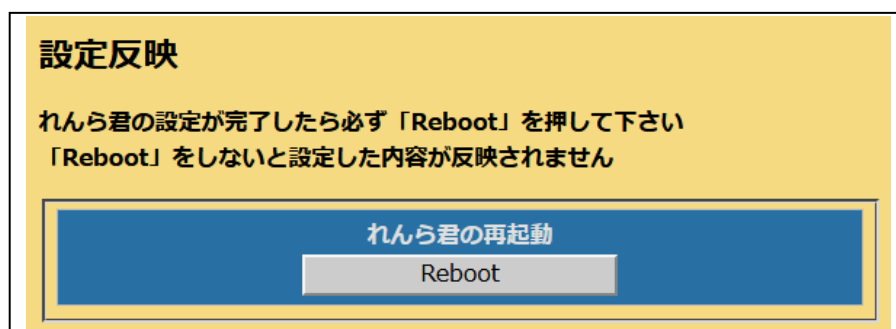 設定反映
れんら君の設定が完了したら必ず「Reboot」を押して下さい
「Reboot」をしないと設定した内容が反映されません
れんら君の再起動
Reboot